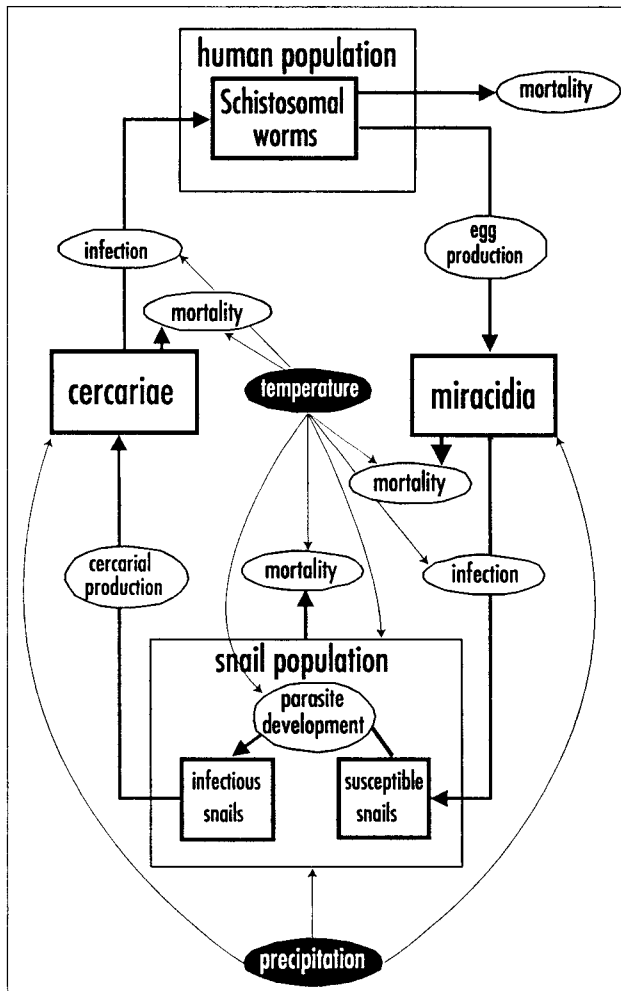 human population
Schistosomal
worms
mortality
infection
egg
production
mortality
cercariae
temperature
miracidia
mortality
cercarial
production
mortality
infection
snail population
parasite
development
infectious
snails
susceptible
snails
precipitation